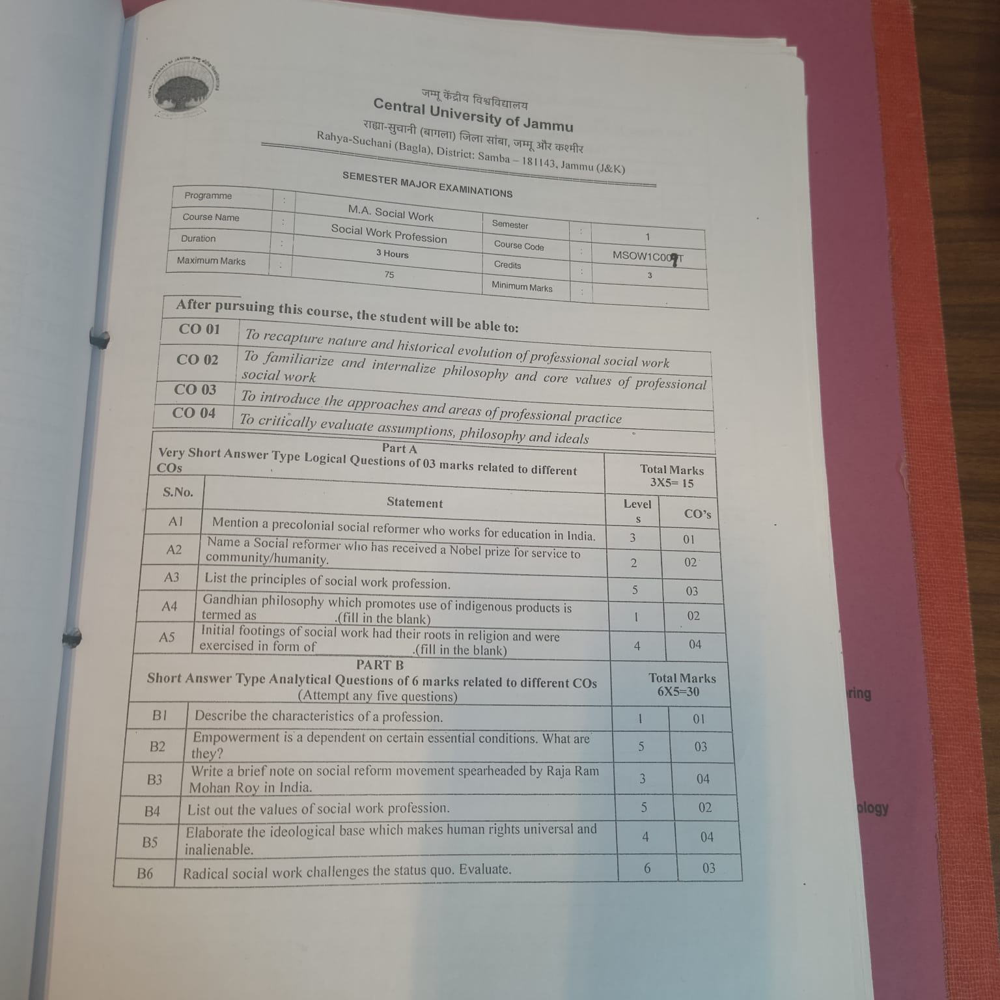 जम्मू केंद्रीय विश्वविद्यालय
Central University of Jammu
राह्या-सुचानी (बागला) जिला सांबा, जम्मू और कश्मीर
Rahya-Suchani (Bagla), District: Samba – 181143, Jammu (J&K)
SEMESTER MAJOR EXAMINATIONS
Programme : M.A. Social Work Semester : 1
Course Name : Social Work Profession Course Code : MSOW1C009T
Duration : 3 Hours Credits : 3
Maximum Marks : 75 Minimum Marks :
After pursuing this course, the student will be able to:
CO 01 To recapture nature and historical evolution of professional social work
CO 02 To familiarize and internalize philosophy and core values of professional
social work
CO 03 To introduce the approaches and areas of professional practice
CO 04 To critically evaluate assumptions, philosophy and ideals
Part A
Very Short Answer Type Logical Questions of 03 marks related to different
COs
Total Marks
3X5= 15
S.No. Statement Level
s
CO's
A1 Mention a precolonial social reformer who works for education in India. 3 01
A2 Name a Social reformer who has received a Nobel prize for service to
community/humanity. 2 02
A3 List the principles of social work profession. 5 03
A4 Gandhian philosophy which promotes use of indigenous products is
termed as ____________.(fill in the blank) 1 02
A5 Initial footings of social work had their roots in religion and were
exercised in form of _______________.(fill in the blank) 4 04
PART B
Short Answer Type Analytical Questions of 6 marks related to different COs
(Attempt any five questions)
Total Marks
6X5=30
B1 Describe the characteristics of a profession. 1 01
B2 Empowerment is a dependent on certain essential conditions. What are
they? 5 03
B3 Write a brief note on social reform movement spearheaded by Raja Ram
Mohan Roy in India. 3 04
B4 List out the values of social work profession. 5 02
B5 Elaborate the ideological base which makes human rights universal and
inalienable. 4 04
B6 Radical social work challenges the status quo. Evaluate. 6 03
ring
ology